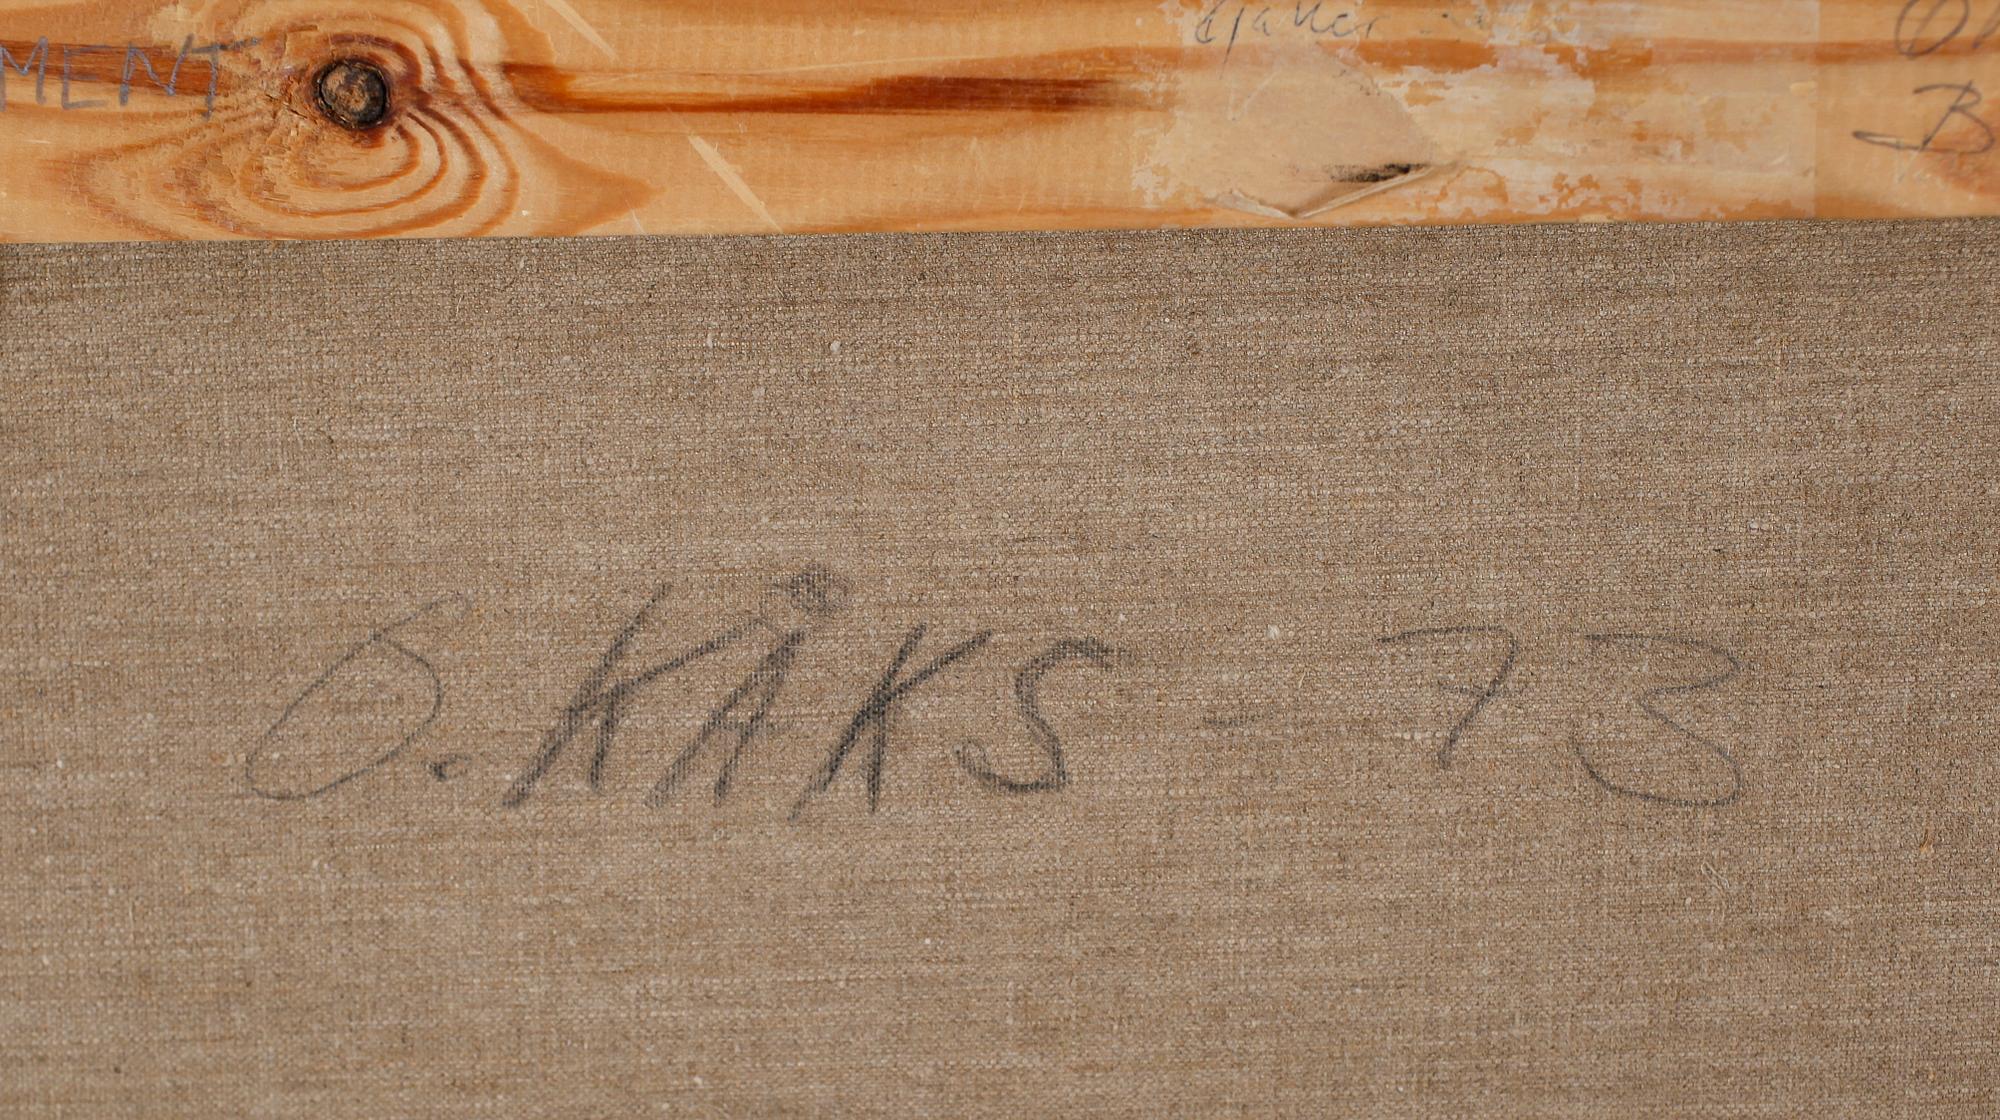 MENT
B
O. KÅKS - 73